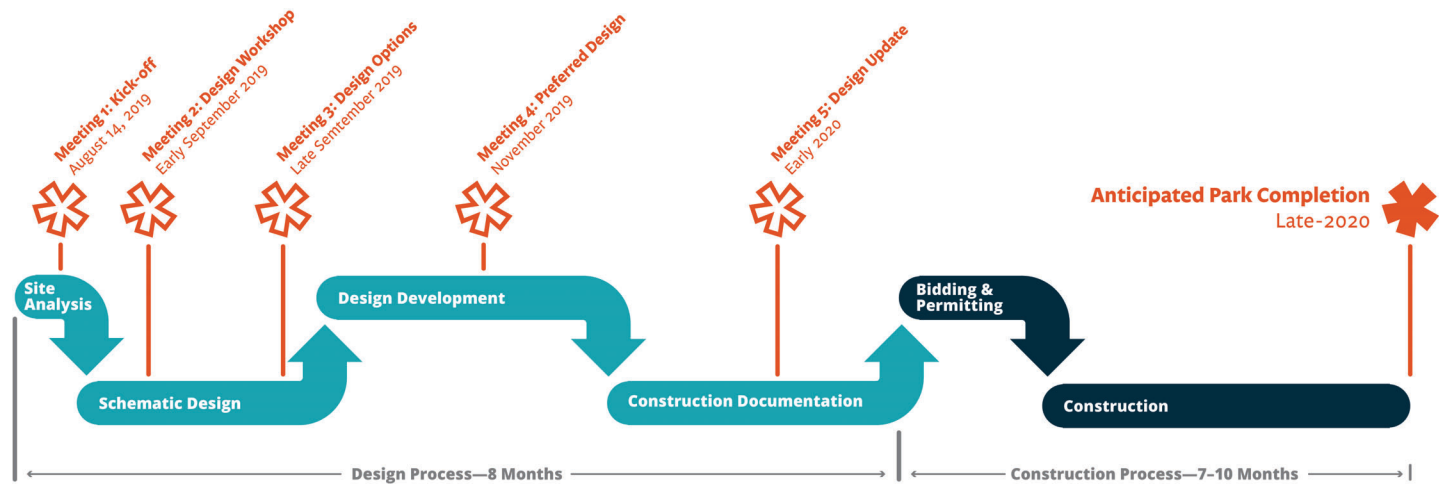 Meeting 1: Kick-off
August 14, 2019
Meeting 2: Design Workshop
Early September 2019
Meeting 3: Design Options
Late Semtember 2019
Meeting 4: Preferred Design
November 2019
Meeting 5: Design Update
Early 2020
Anticipated Park Completion
Late-2020
Site
Analysis
Design Development
Bidding &
Permitting
Schematic Design
Construction Documentation
Construction
Design Process—8 Months
Construction Process—7–10 Months